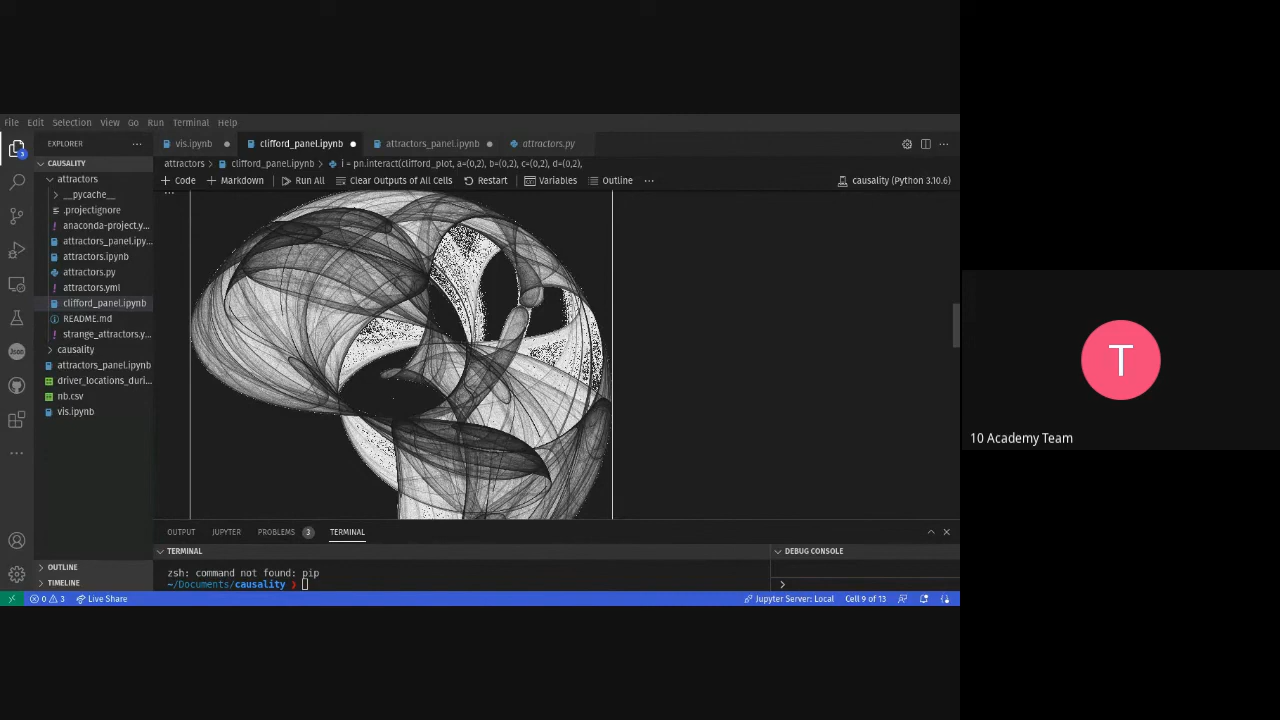 File Edit Selection View Go Run Terminal Help
EXPLORER
vis.ipynb
clifford_panel.ipynb
attractors_panel.ipynb
attractors.py
CAUSALITY
attractors > clifford_panel.ipynb > i = pn.interact(clifford_plot, a=(0,2), b=(0,2), c=(0,2), d=(0,2),
+ Code + Markdown Run All Clear Outputs of All Cells Restart Variables Outline ... causality (Python 3.10.6)
attractors
__pycache__
.projectignore
anaconda-project.y...
attractors_panel.ipy...
attractors.ipynb
attractors.py
attractors.yml
clifford_panel.ipynb
README.md
strange_attractors.y...
causality
attractors_panel.ipynb
driver_locations_duri...
nb.csv
vis.ipynb
OUTLINE
TIMELINE
OUTPUT JUPYTER PROBLEMS 3 TERMINAL
TERMINAL
DEBUG CONSOLE
zsh: command not found: pip
~/Documents/causality ❯
>
0 3 Live Share
Jupyter Server: Local Cell 9 of 13
3
Json
T
10 Academy Team